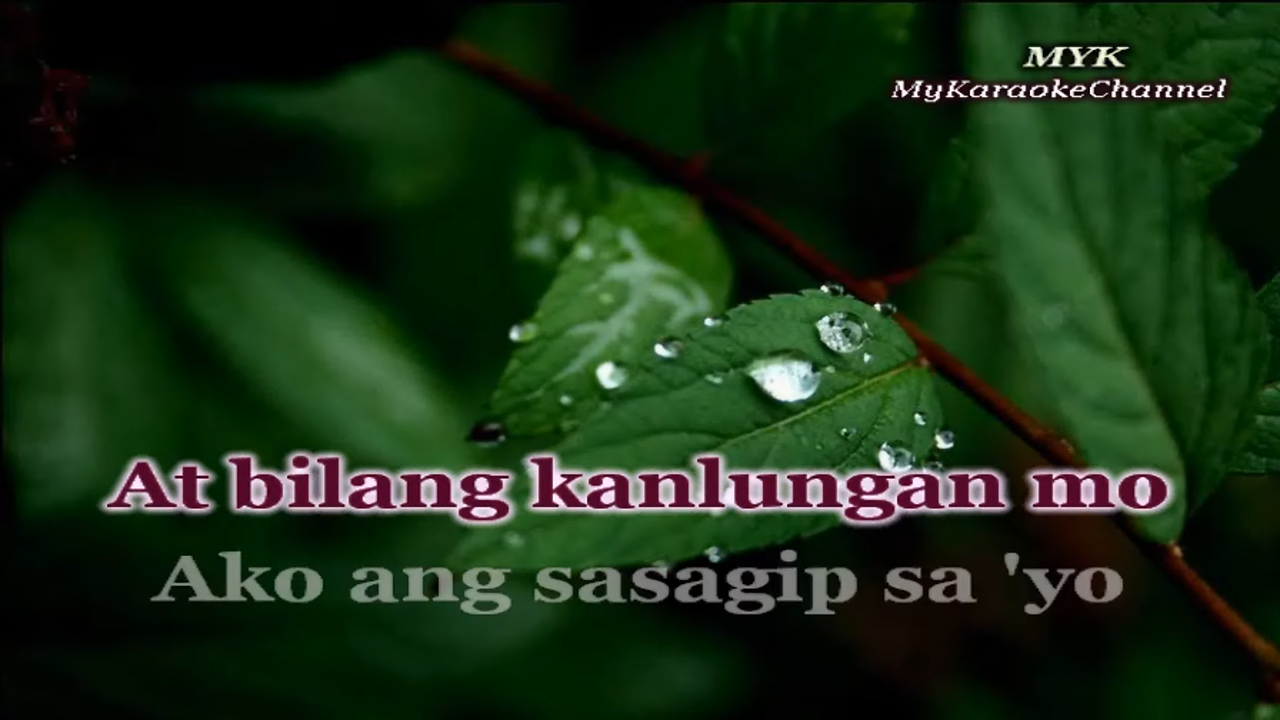 MYK
MyKaraokeChannel
At bilang kanlungan mo
Ako ang sasagip sa 'yo